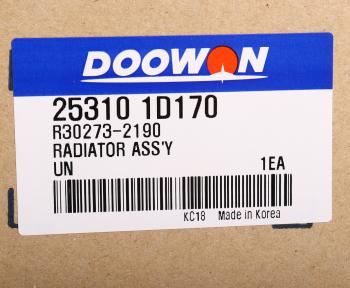 DOOWON
25310 1D170
R30273-2190
RADIATOR ASS'Y
UN 1EA
KC18 Made in Korea